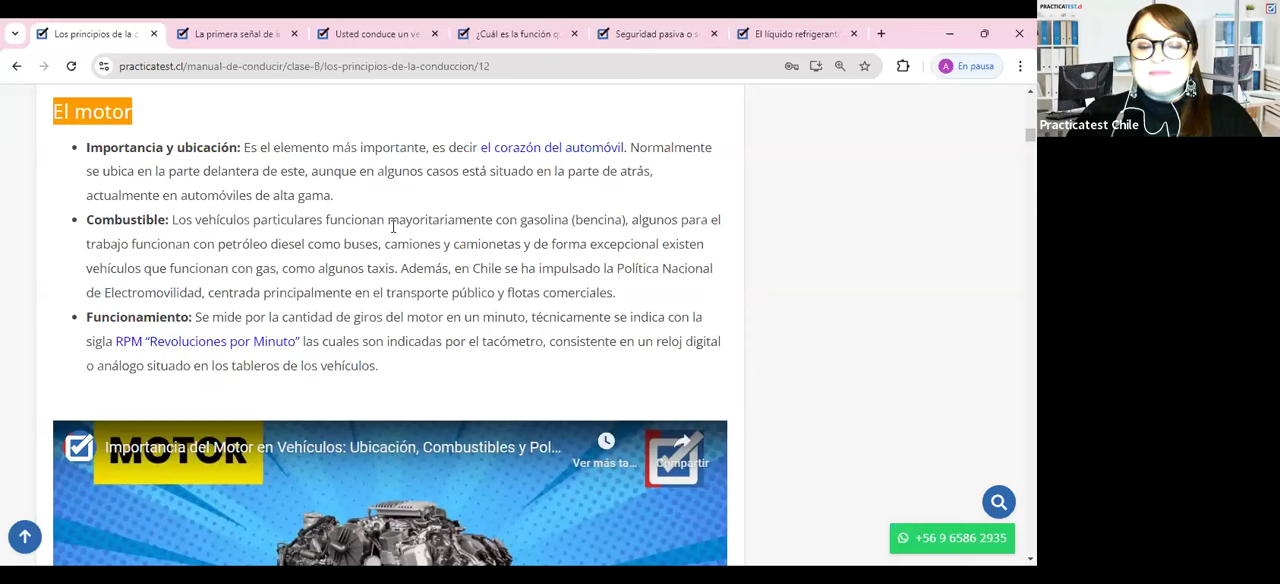 Los principios de la c
La primera señal de i
Usted conduce un ve
¿Cuál es la función q
Seguridad pasiva o s
El líquido refrigerant
practicatest.cl/manual-de-conducir/clase-B/los-principios-de-la-conduccion/12
A
En pausa
PRACTICATEST.cl
Practicatest Chile
El motor
• Importancia y ubicación: Es el elemento más importante, es decir el corazón del automóvil. Normalmente
se ubica en la parte delantera de este, aunque en algunos casos está situado en la parte de atrás,
actualmente en automóviles de alta gama.
• Combustible: Los vehículos particulares funcionan mayoritariamente con gasolina (bencina), algunos para el
trabajo funcionan con petróleo diesel como buses, camiones y camionetas y de forma excepcional existen
vehículos que funcionan con gas, como algunos taxis. Además, en Chile se ha impulsado la Política Nacional
de Electromovilidad, centrada principalmente en el transporte público y flotas comerciales.
• Funcionamiento: Se mide por la cantidad de giros del motor en un minuto, técnicamente se indica con la
sigla RPM “Revoluciones por Minuto” las cuales son indicadas por el tacómetro, consistente en un reloj digital
o análogo situado en los tableros de los vehículos.
Importancia del Motor en Vehículos: Ubicación, Combustibles y Pol...
MOTOR
Ver más ta...
Compartir
+56 9 6586 2935